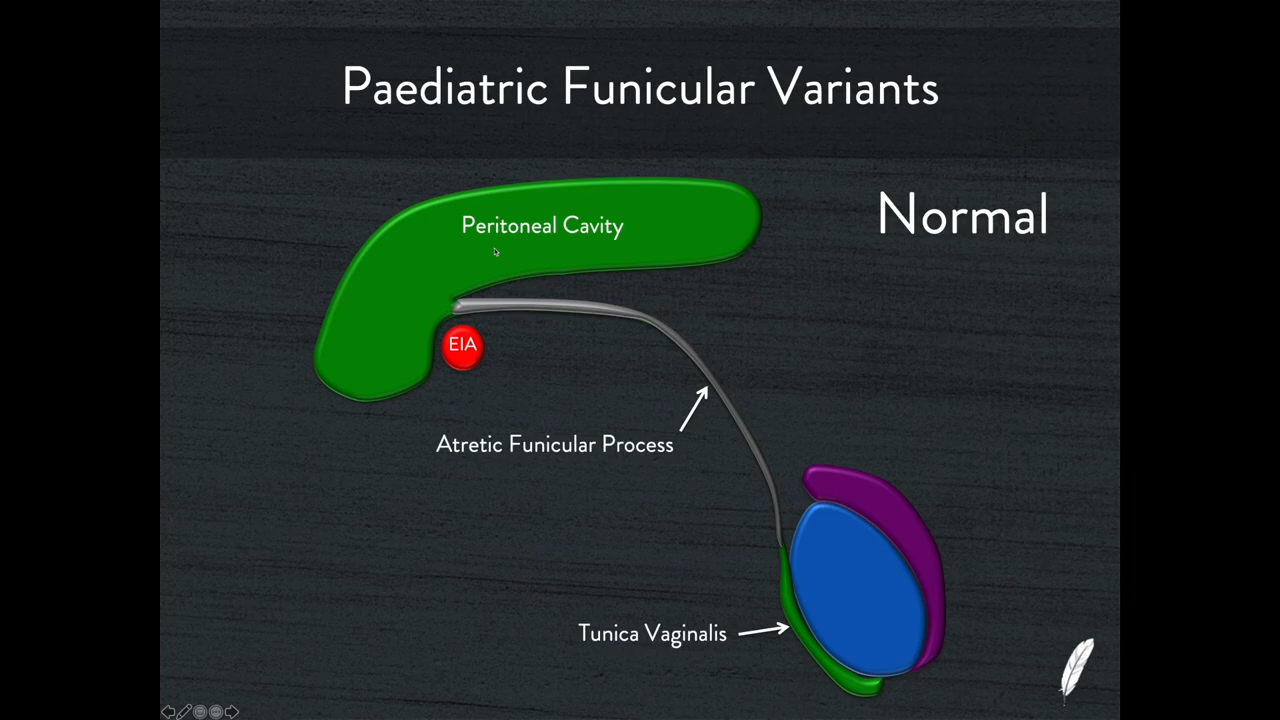 Paediatric Funicular Variants
Normal
Peritoneal Cavity
EIA
Atretic Funicular Process
Tunica Vaginalis